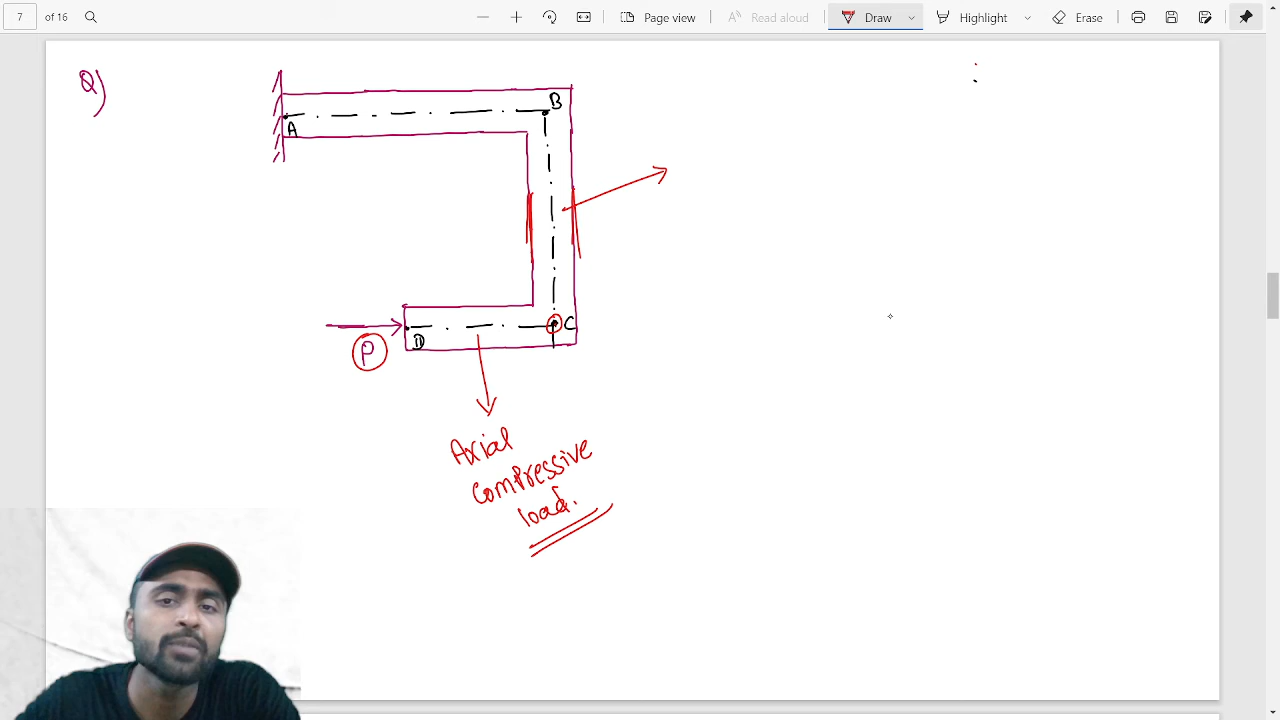 7 of 16
Page view
Read aloud
Draw
Highlight
Erase
Q)
A
B
C
D
P
Axial
Compressive
load.